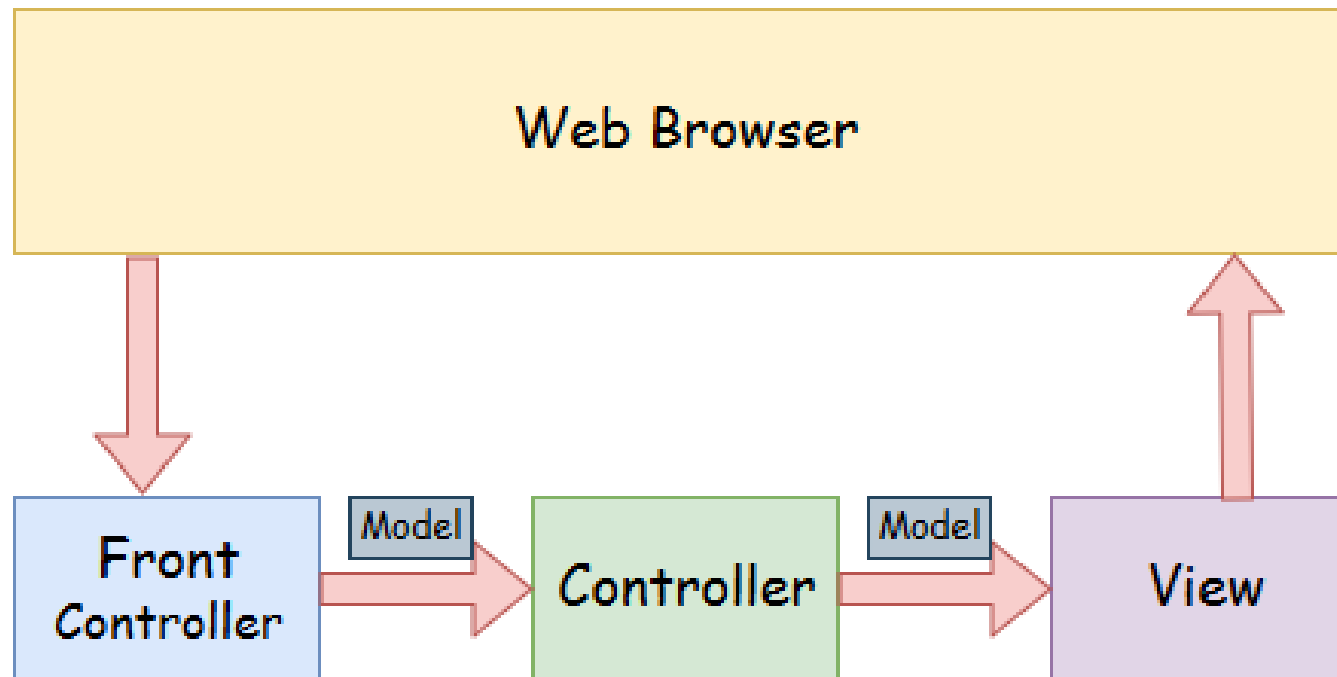 Web Browser
Model
Model
Front
Controller
Controller
View